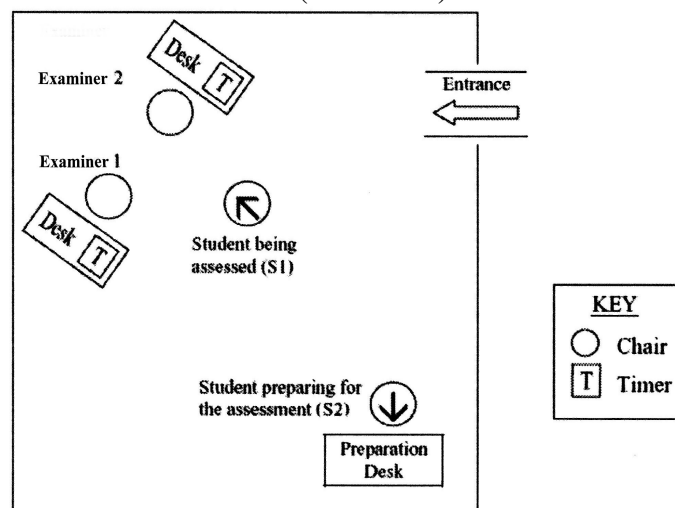 Desk T
Examiner 2
Entrance
Examiner 1
Desk T
Student being
assessed (S1)
KEY
Chair
T Timer
Student preparing for
the assessment (S2)
Preparation
Desk